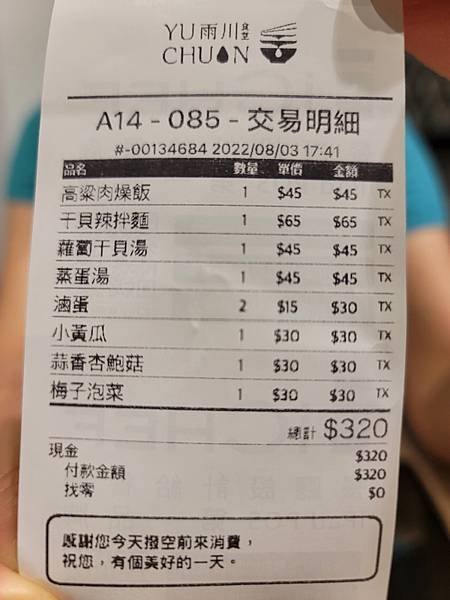 YU 雨川 食堂
CHUAN
A14 - 085 - 交易明細
#-00134684 2022/08/03 17:41
品名 數量 單價 金額
高粱肉燥飯 1 $45 $45 TX
干貝辣拌麵 1 $65 $65 TX
蘿蔔干貝湯 1 $45 $45 TX
蒸蛋湯 1 $45 $45 TX
滷蛋 2 $15 $30 TX
小黃瓜 1 $30 $30 TX
蒜香杏鮑菇 1 $30 $30 TX
梅子泡菜 1 $30 $30 TX
總計 $320
現金 $320
付款金額 $320
找零 $0
感謝您今天撥空前來消費，
祝您，有個美好的一天。